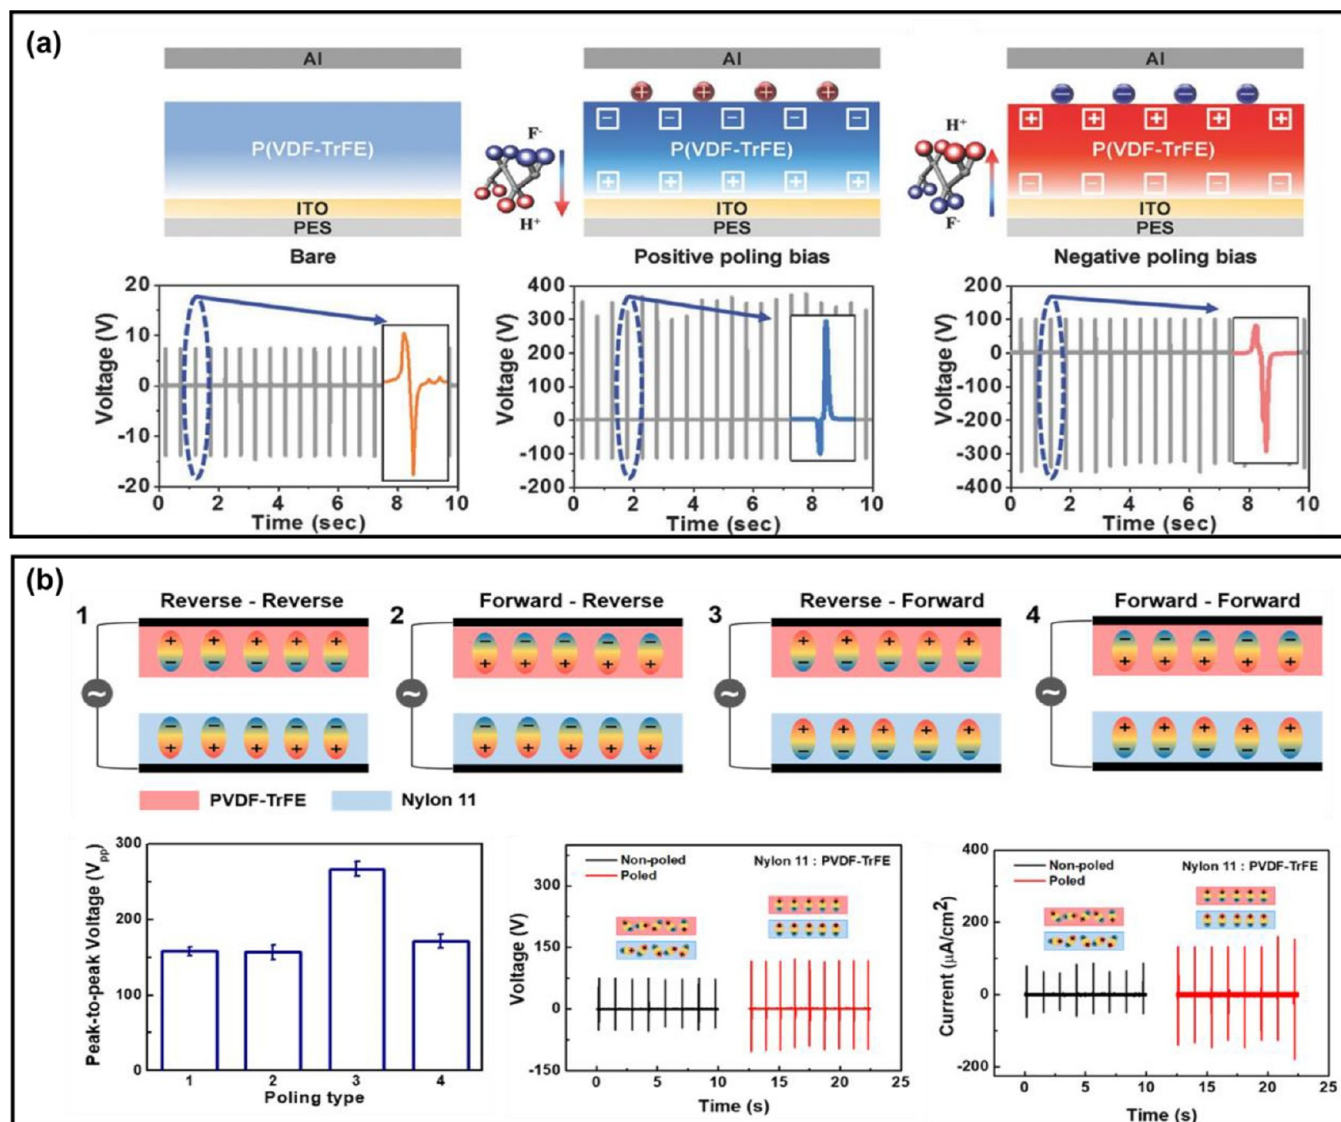 (a)
Al
P(VDF-TrFE)
ITO
PES
Bare
F-
H+
Al
+ + + +
- - - - -
P(VDF-TrFE)
+ + + + +
ITO
PES
Positive poling bias
H+
F-
Al
- - - -
+ + + + +
P(VDF-TrFE)
- - - - -
ITO
PES
Negative poling bias
Voltage (V)
20
10
0
-10
-20
0 2 4 6 8 10
Time (sec)
Voltage (V)
400
300
200
100
0
-100
-200
0 2 4 6 8 10
Time (sec)
Voltage (V)
200
100
0
-100
-200
-300
-400
0 2 4 6 8 10
Time (sec)
(b)
1
Reverse - Reverse
+ + + + +
- - - - -
~
- - - - -
+ + + + +
2
Forward - Reverse
- - - - -
+ + + + +
~
- - - - -
+ + + + +
3
Reverse - Forward
+ + + + +
- - - - -
~
+ + + + +
- - - - -
4
Forward - Forward
- - - - -
+ + + + +
~
+ + + + +
- - - - -
PVDF-TrFE
Nylon 11
Peak-to-peak Voltage (Vpp)
300
200
150
100
0
1 2 3 4
Poling type
Voltage (V)
300
150
0
-150
Non-poled
Poled
Nylon 11 : PVDF-TrFE
0 5 10 15 20 25
Time (s)
Current (μA/cm2)
400
200
0
-200
Non-poled
Poled
Nylon 11 : PVDF-TrFE
0 5 10 15 20 25
Time (s)